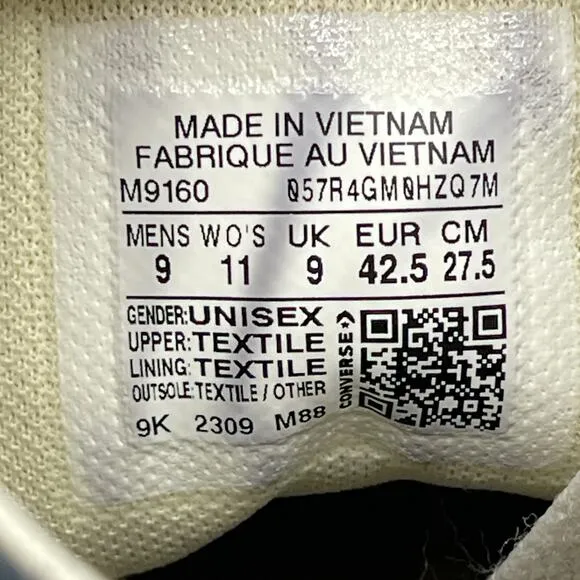 MADE IN VIETNAM
FABRIQUE AU VIETNAM
M9160 057R4GM0HZQ7M
MENS WO'S UK EUR CM
9 11 9 42.5 27.5
GENDER:UNISEX
UPPER:TEXTILE
LINING:TEXTILE
OUTSOLE:TEXTILE / OTHER
CONVERSE
9K 2309 M88